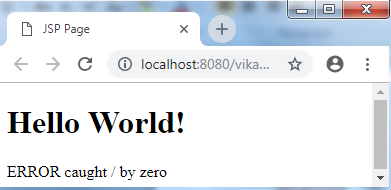 JSP Page
localhost:8080/vika...
Hello World!
ERROR caught / by zero